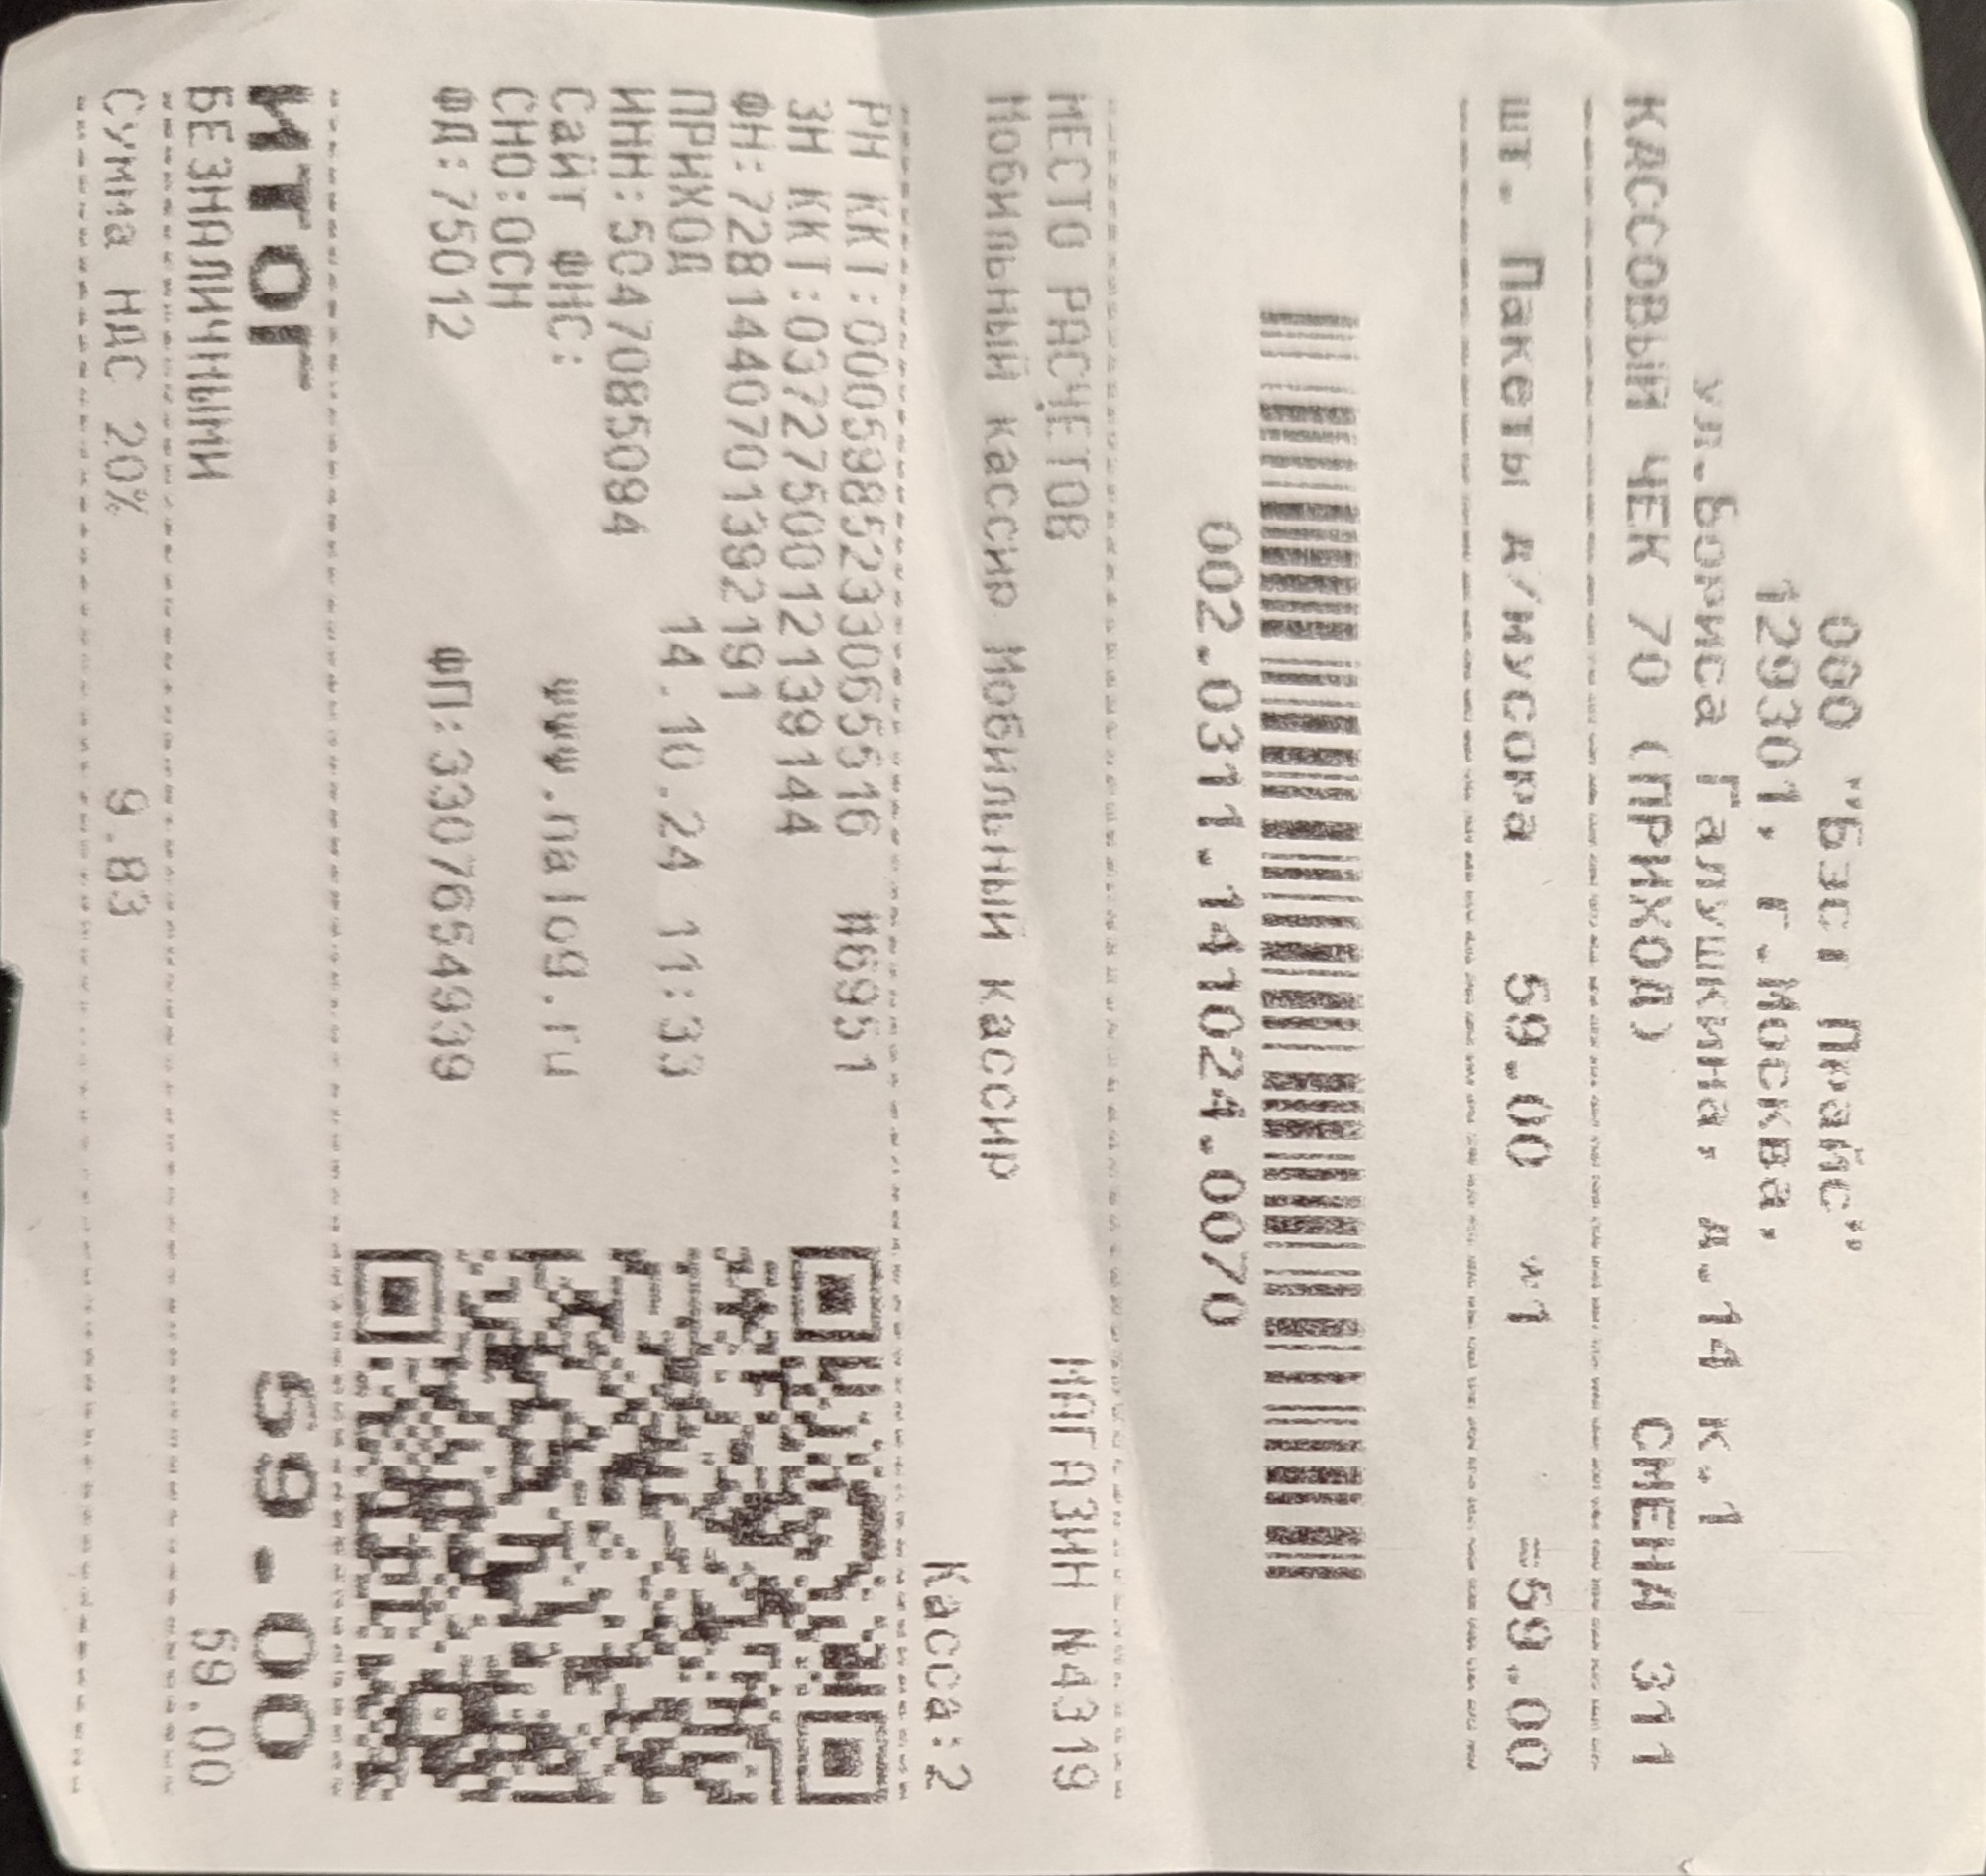 ООО "Бэст Прайс"
129301, г.Москва,
ул.Бориса Галушкина, д.14 к.1
КАССОВЫЙ ЧЕК 70 (ПРИХОД) СМЕНА 311
шт. Пакеты д/мусора 59.00 *1 =59.00
002.0311.141024.0070
МЕСТО РАСЧЕТОВ МАГАЗИН N4319
Мобильный кассир Мобильный кассир
Касса:2
РН ККТ:0005985233065516 #6951
ЗН ККТ:0372750012139144
ФН:7281440701392191
ПРИХОД 14.10.24 11:33
ИНН:5047085094
Сайт ФНС: www.nalog.ru
СНО:ОСН
ФД:75012 ФП:3307654939
ИТОГ 59.00
БЕЗНАЛИЧНЫМИ 59.00
Сумма НДС 20% 9.83